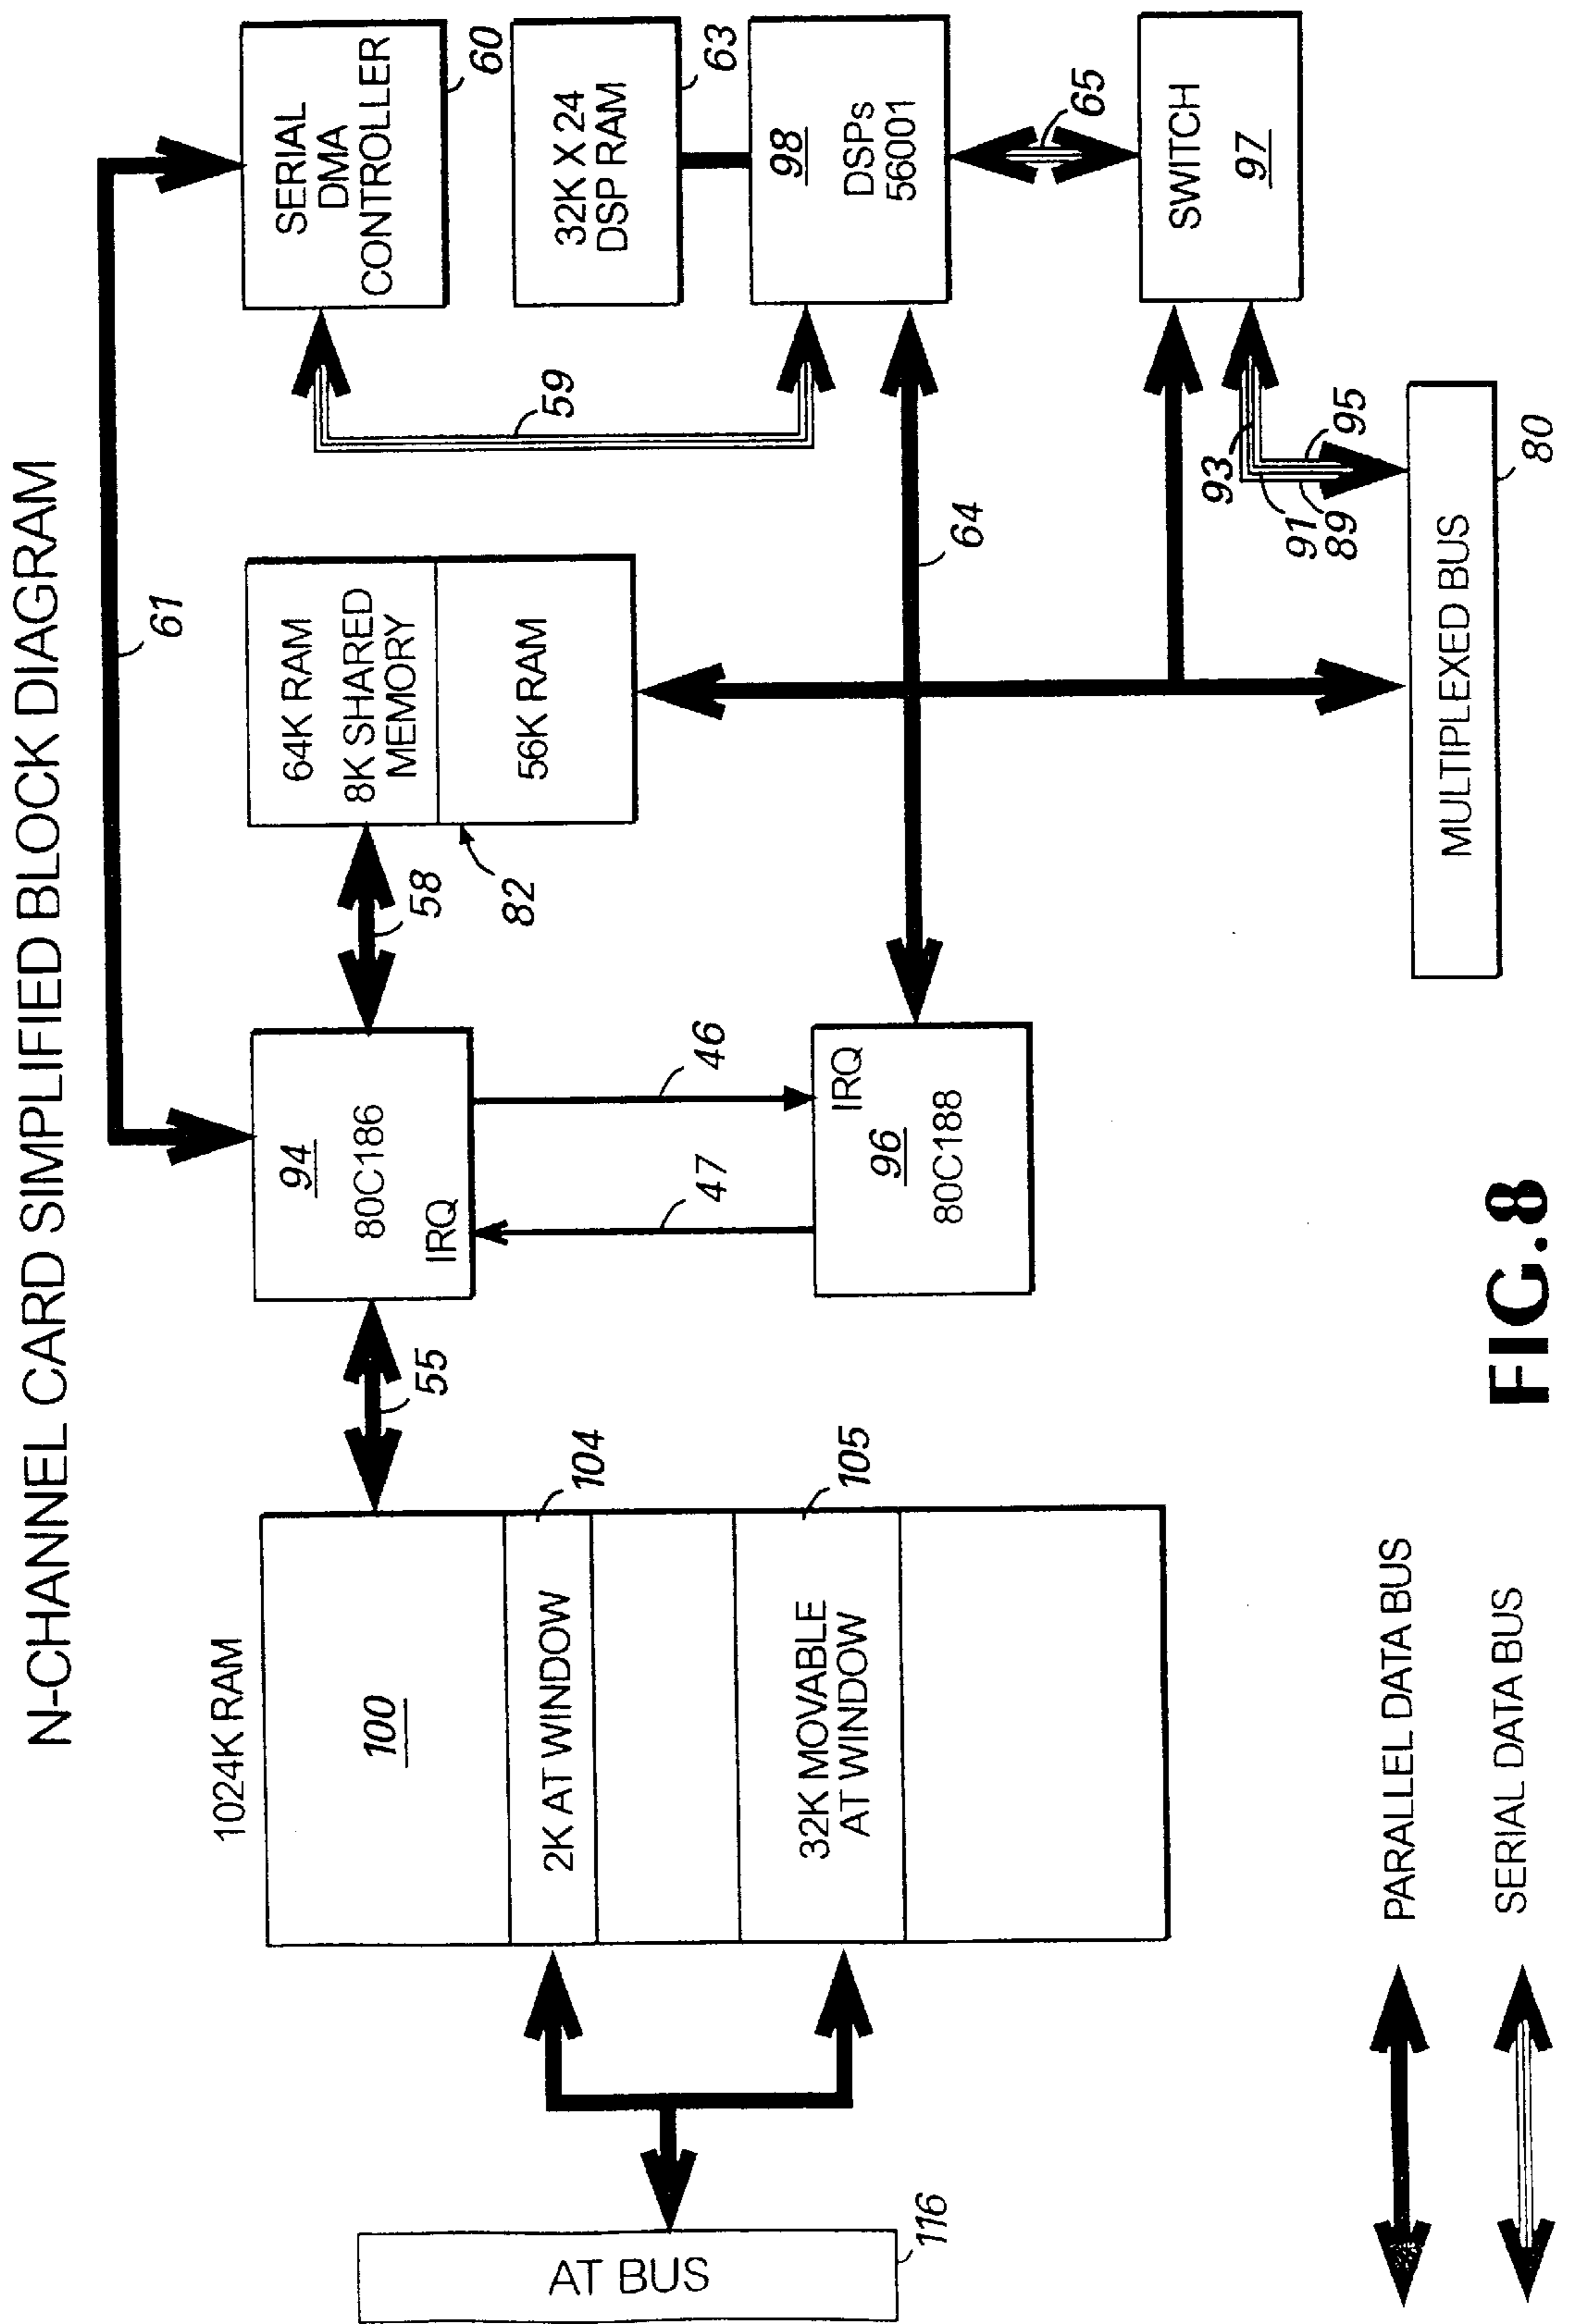 N-CHANNEL CARD SIMPLIFIED BLOCK DIAGRAM
61
1024K RAM
100
104
2K AT WINDOW
105
32K MOVABLE
AT WINDOW
AT BUS
116
55
94
80C186
IRQ
46
47
IRQ
96
80C188
58
82
64K RAM
8K SHARED
MEMORY
56K RAM
59
64
SERIAL
DMA
CONTROLLER
60
32K X 24
DSP RAM
63
98
DSPs
56001
65
SWITCH
97
93
91
89
95
MULTIPLEXED BUS
80
PARALLEL DATA BUS
SERIAL DATA BUS
FIG.8